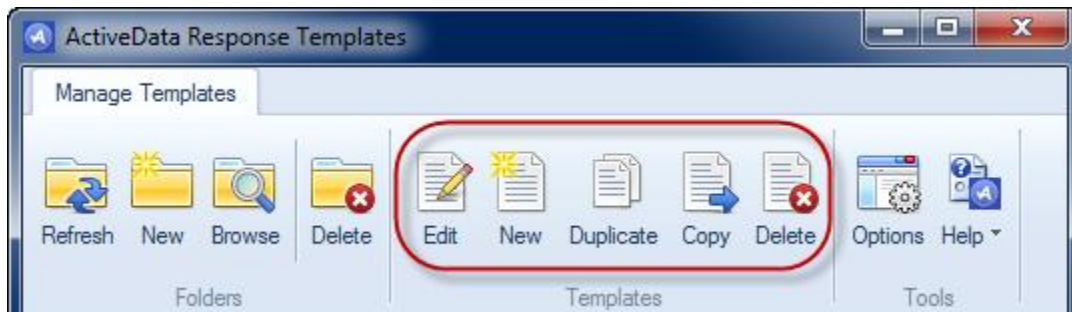 ActiveData Response Templates
Manage Templates
Refresh New Browse Delete Edit New Duplicate Copy Delete Options Help
Folders Templates Tools